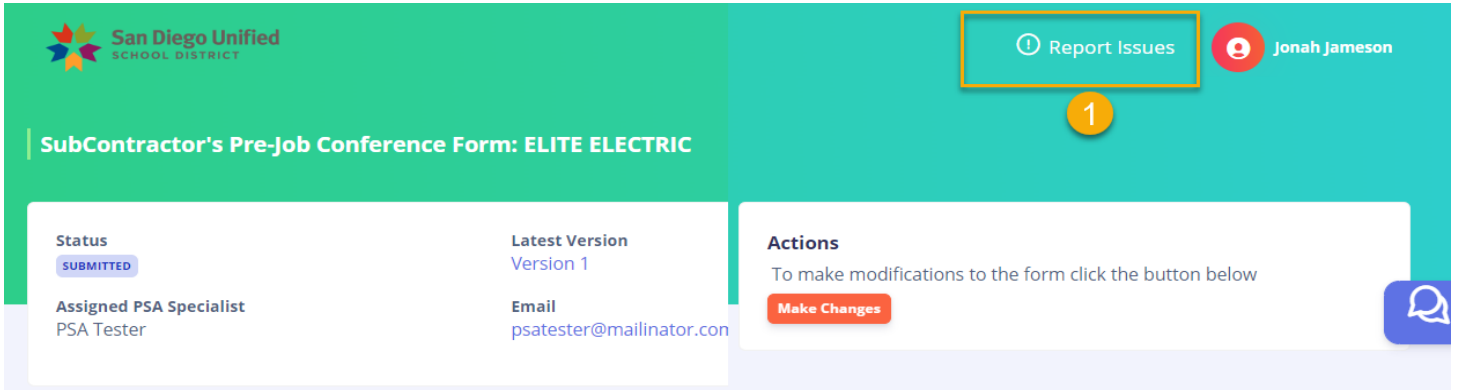 San Diego Unified
SCHOOL DISTRICT
Report Issues
Jonah Jameson
1
SubContractor's Pre-Job Conference Form: ELITE ELECTRIC
Status
SUBMITTED
Latest Version
Version 1
Assigned PSA Specialist
PSA Tester
Email
psatester@mailinator.com
Actions
To make modifications to the form click the button below
Make Changes